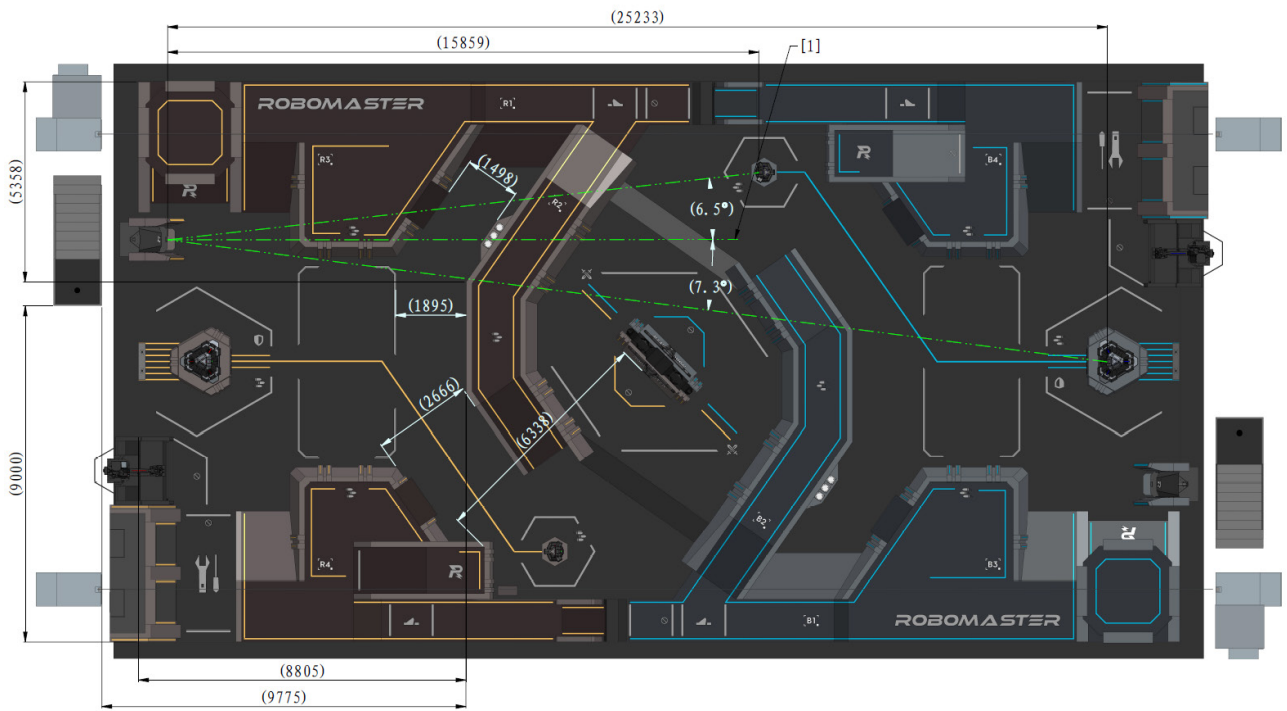 (25233)
(15859)
[1]
ROBOMASTER
R1
R3
B4
(1498)
R2
(6.5°)
(5358)
(7.3°)
(1895)
(2666)
(6338)
(9000)
B2
R4
B3
B1
ROBOMASTER
(8805)
(9775)